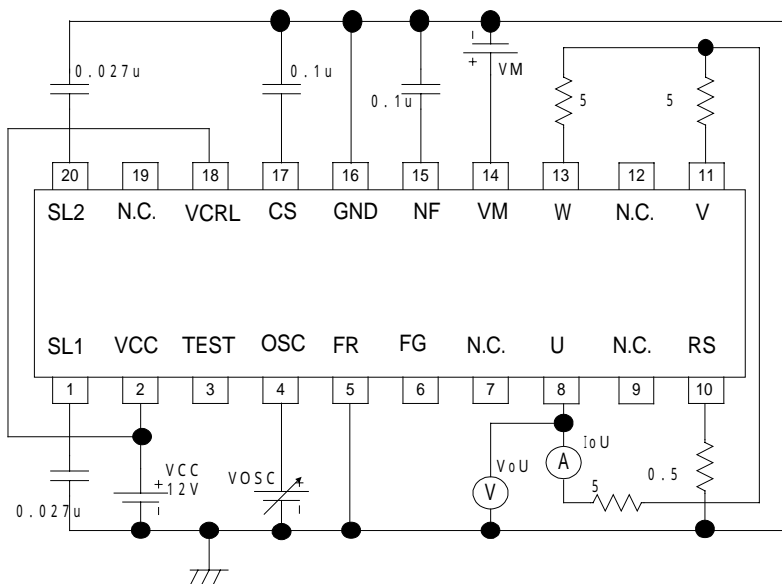 0.027u
0.1u
0.1u
- + VM
5
5
20 19 18 17 16 15 14 13 12 11
SL2 N.C. VCRL CS GND NF VM W N.C. V
SL1 VCC TEST OSC FR FG N.C. U N.C. RS
1 2 3 4 5 6 7 8 9 10
0.027u
+ - VCC
12V
VOSC + -
VoU
V
IoU
A
5
0.5